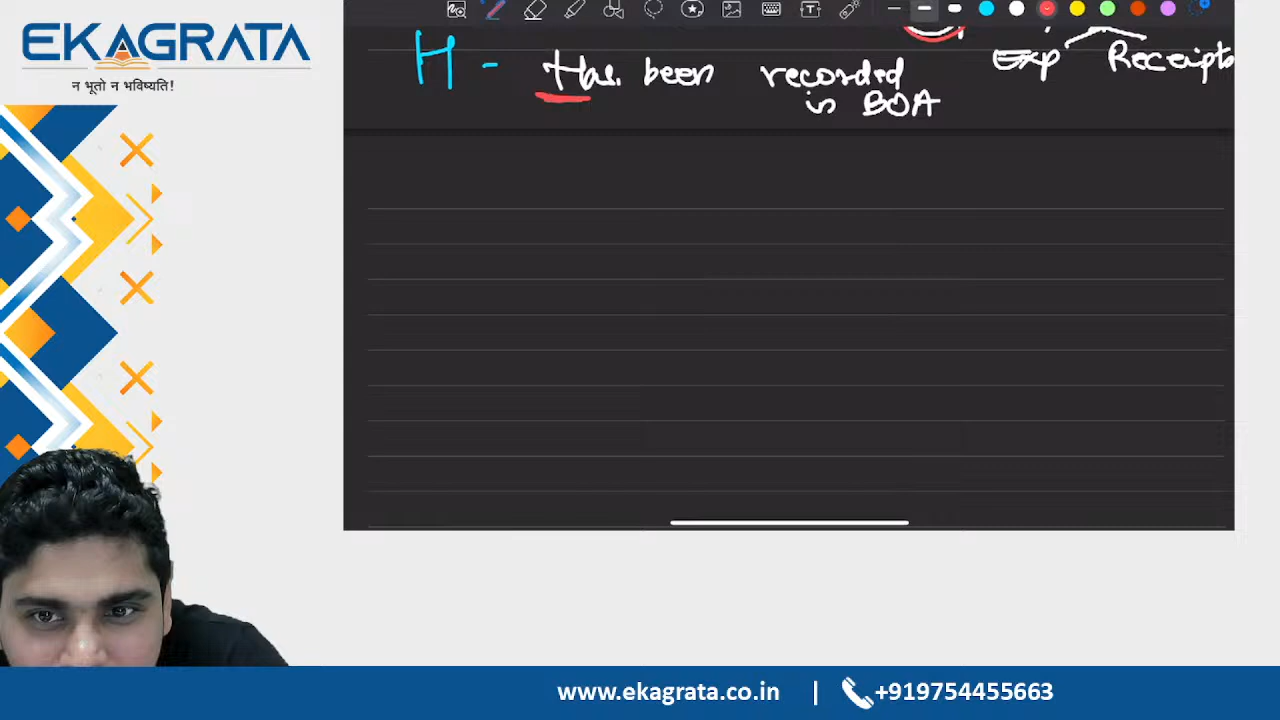 EKAGRATA
न भूतो न भविष्यति!
H - Has been recorded
in BOA
Exp Receipts
www.ekagrata.co.in | +919754455663